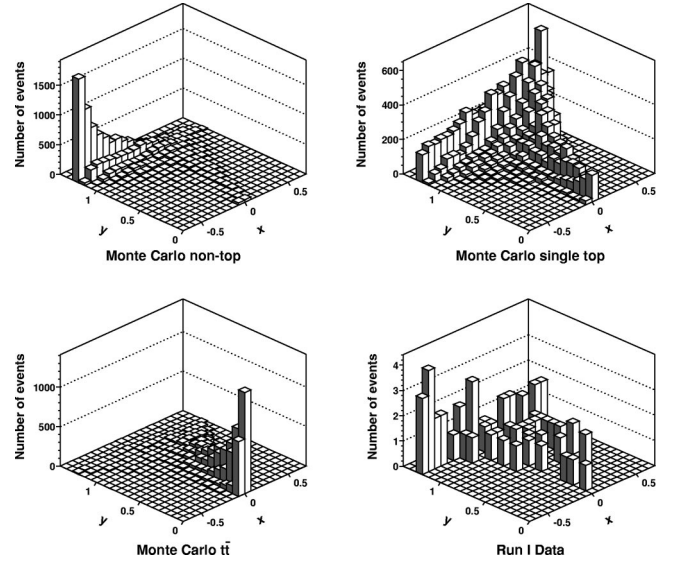 Number of events
1500
1000
500
0
1
0.5
0
y
-0.5
0
0.5
x
Monte Carlo non-top
Number of events
600
400
200
0
1
0.5
0
y
-0.5
0
0.5
x
Monte Carlo single top
Number of events
1000
500
0
1
0.5
0
y
-0.5
0
0.5
x
Monte Carlo tt̄
Number of events
4
3
2
1
0
1
0.5
0
y
-0.5
0
0.5
x
Run I Data